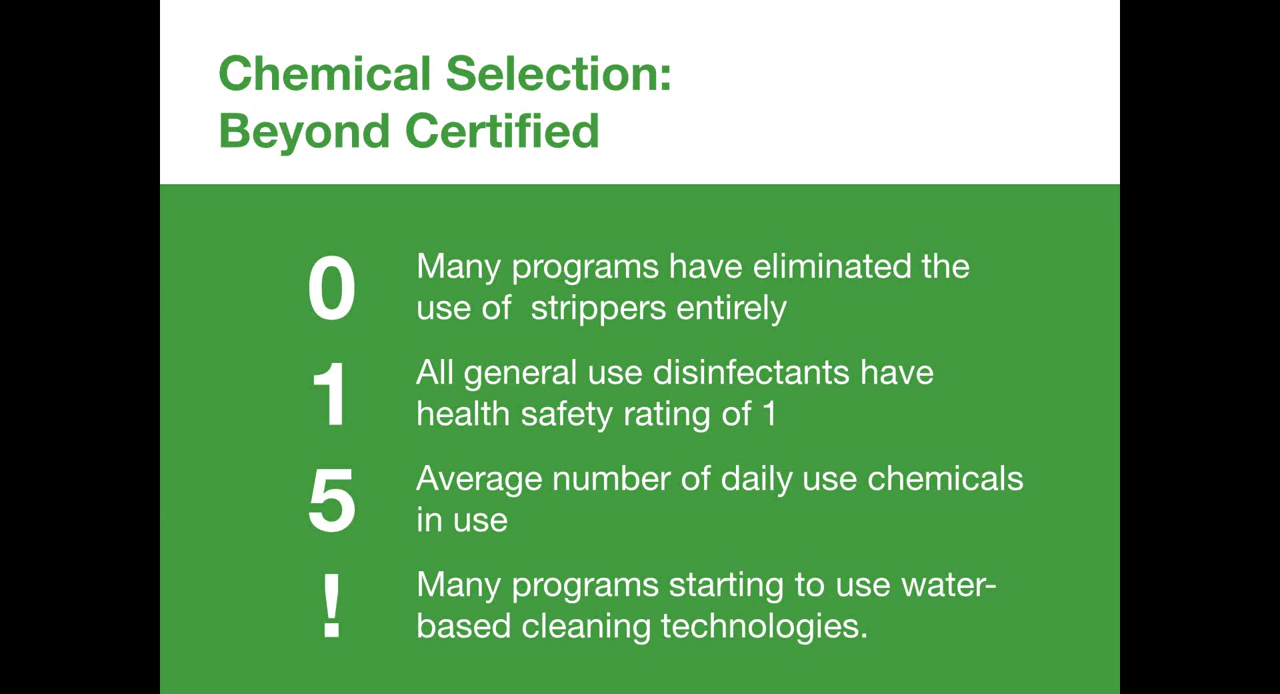 Chemical Selection:
Beyond Certified
0
Many programs have eliminated the
use of  strippers entirely
1
All general use disinfectants have
health safety rating of 1
5
Average number of daily use chemicals
in use
!
Many programs starting to use water-
based cleaning technologies.